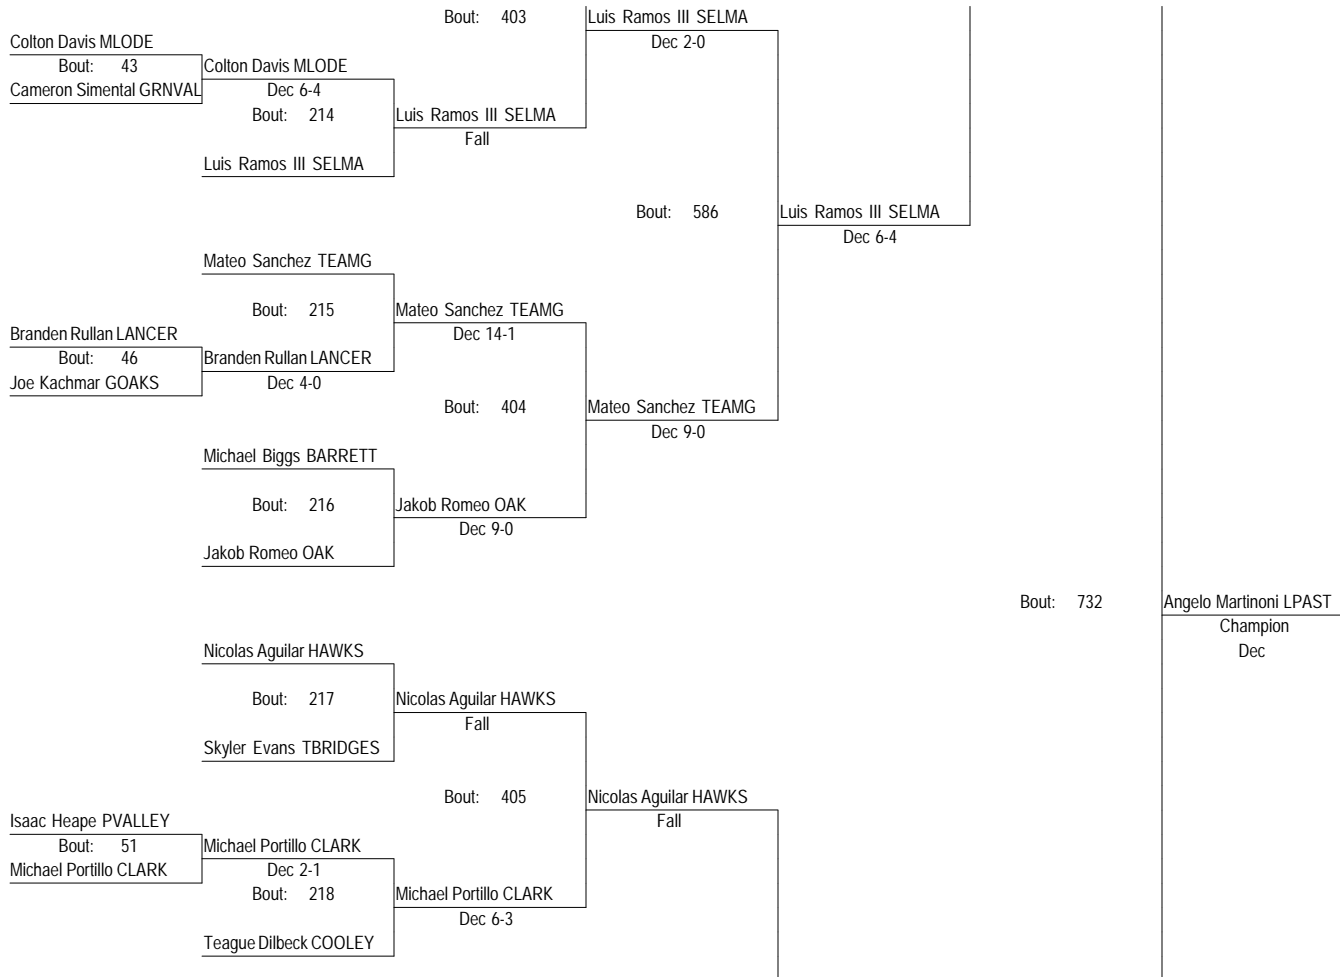 Bout: 403 Luis Ramos III SELMA
Colton Davis MLODE Dec 2-0
Bout: 43 Colton Davis MLODE
Cameron Simental GRNVAL Dec 6-4
Bout: 214 Luis Ramos III SELMA
Fall
Luis Ramos III SELMA
Bout: 586 Luis Ramos III SELMA
Dec 6-4
Mateo Sanchez TEAMG
Bout: 215 Mateo Sanchez TEAMG
Branden Rullan LANCER Dec 14-1
Bout: 46 Branden Rullan LANCER
Joe Kachmar GOAKS Dec 4-0
Bout: 404 Mateo Sanchez TEAMG
Dec 9-0
Michael Biggs BARRETT
Bout: 216 Jakob Romeo OAK
Dec 9-0
Jakob Romeo OAK
Bout: 732 Angelo Martinoni LPAST
Champion
Nicolas Aguilar HAWKS Dec
Bout: 217 Nicolas Aguilar HAWKS
Fall
Skyler Evans TBRIDGES
Bout: 405 Nicolas Aguilar HAWKS
Isaac Heape PVALLEY Fall
Bout: 51 Michael Portillo CLARK
Michael Portillo CLARK Dec 2-1
Bout: 218 Michael Portillo CLARK
Dec 6-3
Teague Dilbeck COOLEY